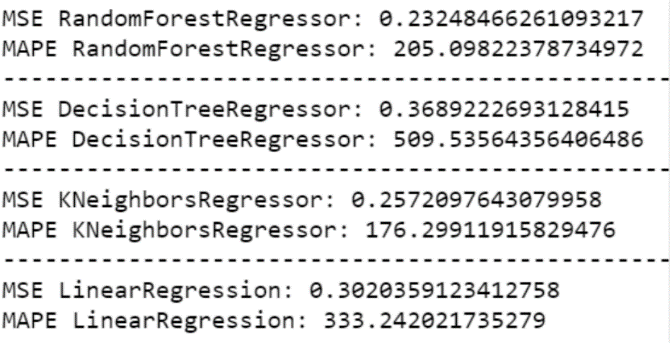 MSE RandomForestRegressor: 0.23248466261093217
MAPE RandomForestRegressor: 205.09822378734972
------------------------------------------------
MSE DecisionTreeRegressor: 0.3689222693128415
MAPE DecisionTreeRegressor: 509.53564356406486
------------------------------------------------
MSE KNeighborsRegressor: 0.2572097643079958
MAPE KNeighborsRegressor: 176.29911915829476
------------------------------------------------
MSE LinearRegression: 0.3020359123412758
MAPE LinearRegression: 333.242021735279